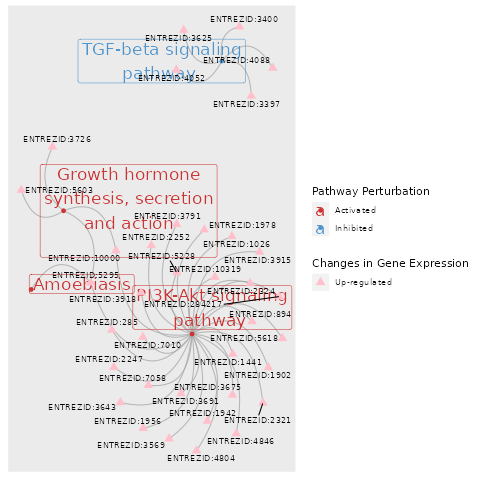 ENTREZID:3400
ENTREZID:3625
TGF-beta signaling
pathway
ENTREZID:4088
ENTREZID:4052
ENTREZID:3397
ENTREZID:3726
Growth hormone
synthesis, secretion
and action
ENTREZID:5603
ENTREZID:3791
ENTREZID:1978
ENTREZID:2252
ENTREZID:1026
ENTREZID:5228
ENTREZID:3915
ENTREZID:10000
ENTREZID:10319
ENTREZID:5295
Amoebiasis
ENTREZID:3918
PI3K-Akt signaling
pathway
ENTREZID:284217
ENTREZID:894
ENTREZID:285
ENTREZID:5618
ENTREZID:7010
ENTREZID:2247
ENTREZID:1441
ENTREZID:7058
ENTREZID:1902
ENTREZID:3675
ENTREZID:3691
ENTREZID:3643
ENTREZID:1942
ENTREZID:1956
ENTREZID:2321
ENTREZID:3569
ENTREZID:4846
ENTREZID:4804
Pathway Perturbation
Activated
Inhibited
Changes in Gene Expression
Up-regulated